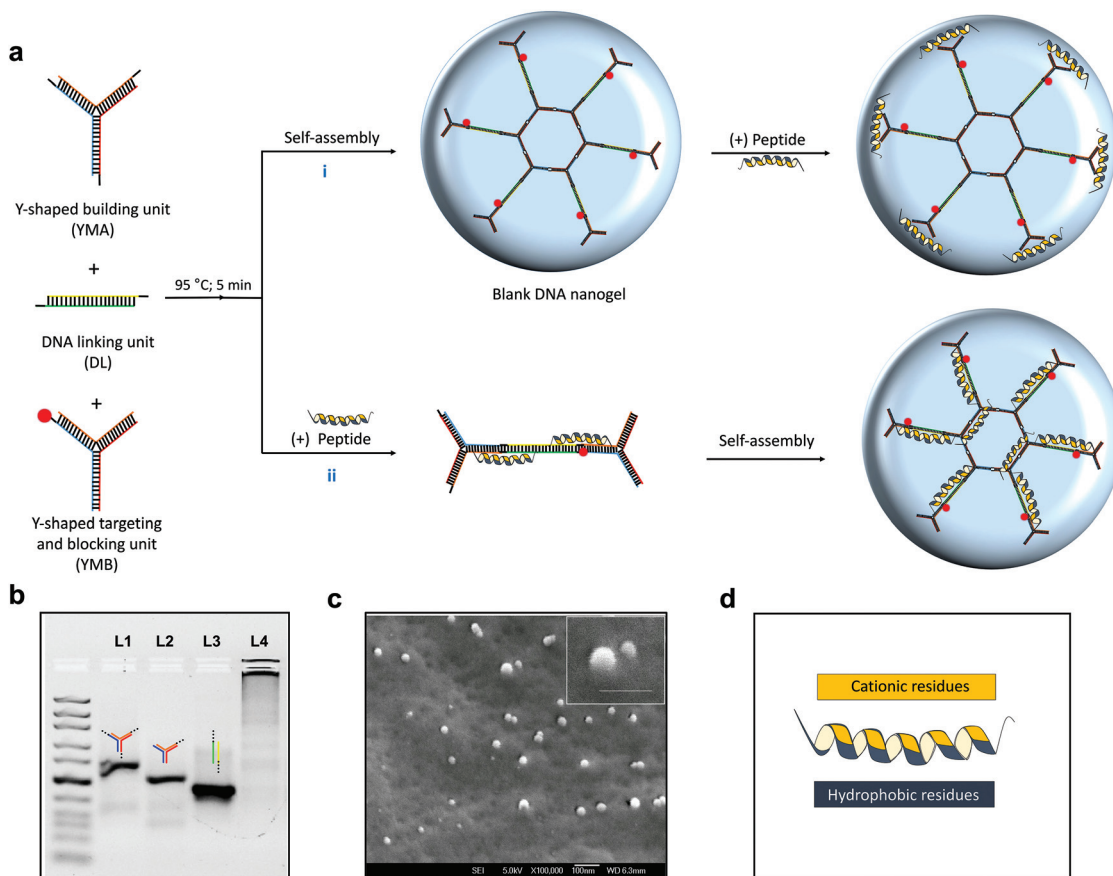 a
Y-shaped building unit
(YMA)
+
DNA linking unit
(DL)
+
Y-shaped targeting
and blocking unit
(YMB)
95 °C; 5 min
Self-assembly
i
Blank DNA nanogel
(+) Peptide
(+) Peptide
ii
Self-assembly
b
L1 L2 L3 L4
c
SEI 5.0kV X100,000 100nm WD 6.3mm
d
Cationic residues
Hydrophobic residues